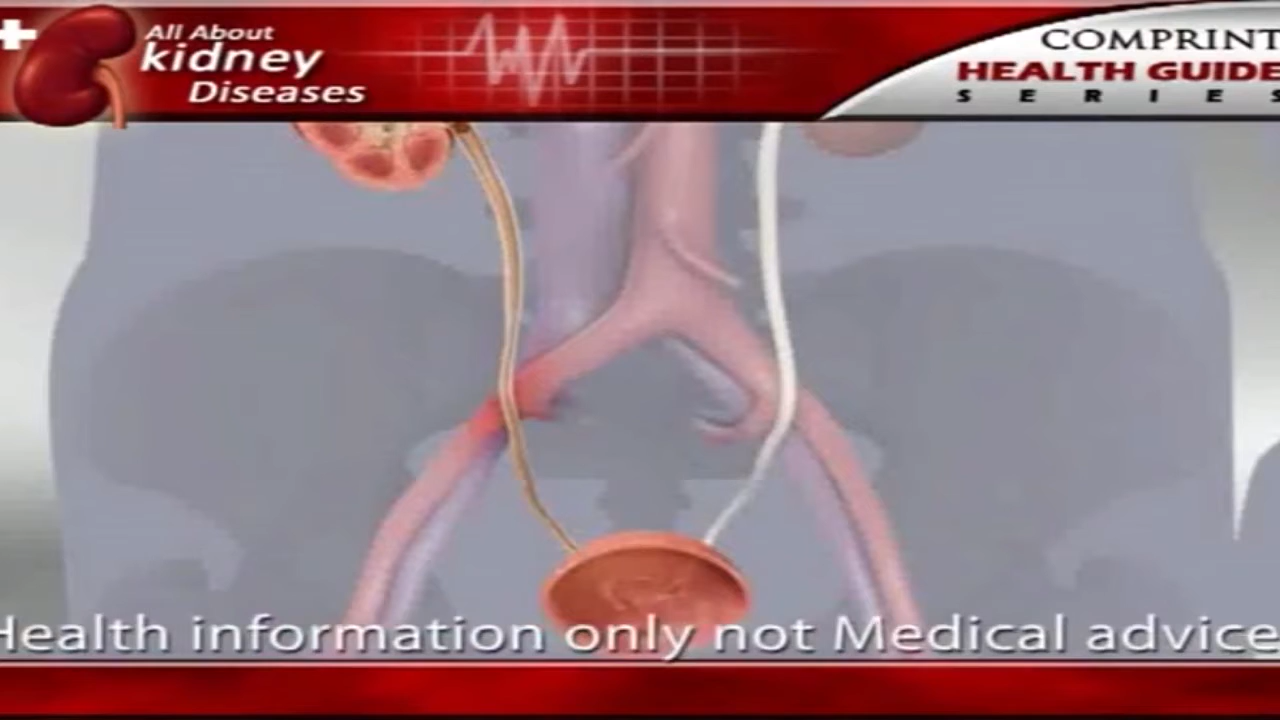 All About
kidney
Diseases
COMPRINT
HEALTH GUIDE
SERIES
Health information only not Medical advice